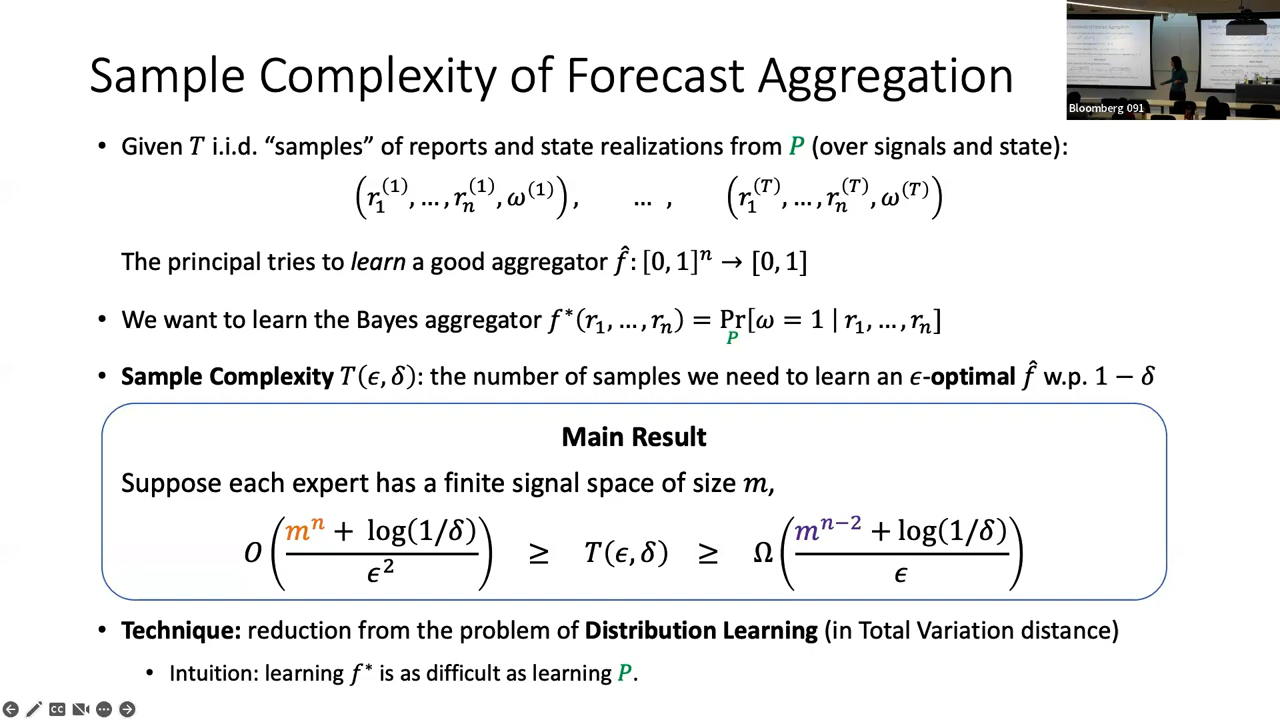 Sample Complexity of Forecast Aggregation
Bloomberg 091
• Given 𝑇 i.i.d. “samples” of reports and state realizations from 𝑃 (over signals and state):
(r₁⁽¹⁾, …, rₙ⁽¹⁾, ω⁽¹⁾), … , (r₁⁽ᵀ⁾, …, rₙ⁽ᵀ⁾, ω⁽ᵀ⁾)
The principal tries to learn a good aggregator f̂: [0, 1]ⁿ → [0, 1]
• We want to learn the Bayes aggregator f*(r₁, …, rₙ) = Pr_P[ω = 1 | r₁, …, rₙ]
• Sample Complexity T(ϵ, δ): the number of samples we need to learn an ϵ-optimal f̂ w.p. 1 − δ
Main Result
Suppose each expert has a finite signal space of size m,
O((mⁿ + log(1/δ))/ϵ²) ≥ T(ϵ, δ) ≥ Ω((mⁿ⁻² + log(1/δ))/ϵ)
• Technique: reduction from the problem of Distribution Learning (in Total Variation distance)
• Intuition: learning f* is as difficult as learning P.
CC